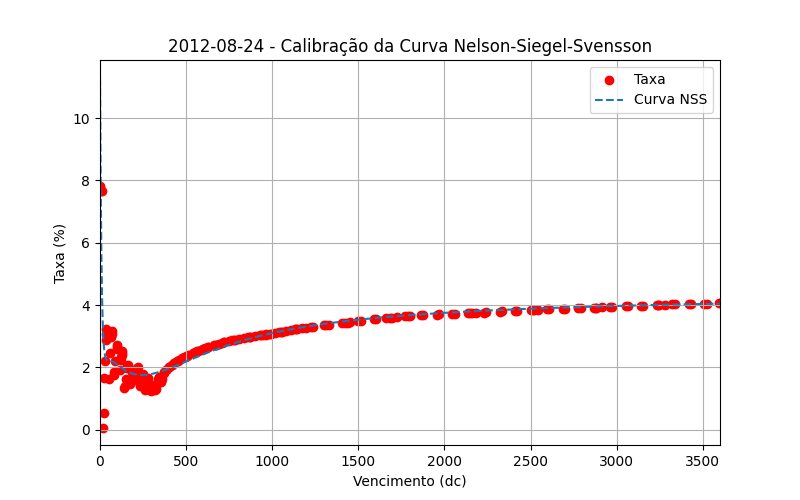 2012-08-24 - Calibração da Curva Nelson-Siegel-Svensson
Taxa
Curva NSS
Taxa (%)
10
8
6
4
2
0
0 500 1000 1500 2000 2500 3000 3500
Vencimento (dc)